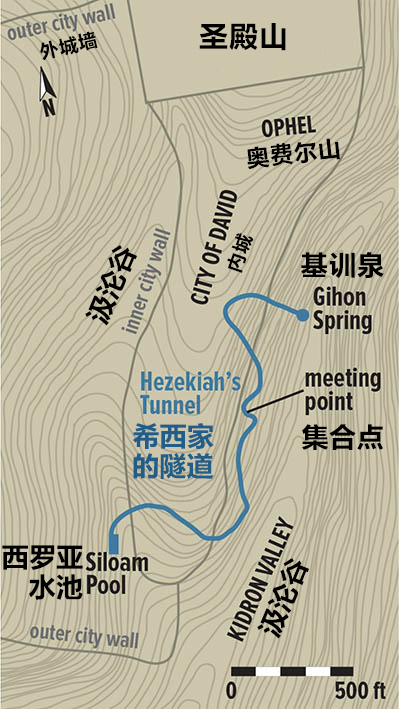 outer city wall
外城墙
圣殿山
N
OPHEL
奥费尔山
CITY OF DAVID
内城
汲沦谷
inner city wall
基训泉
Gihon
Spring
Hezekiah's
Tunnel
希西家
的隧道
meeting
point
集合点
西罗亚
水池
Siloam
Pool
KIDRON VALLEY
汲沦谷
outer city wall
0
500 ft